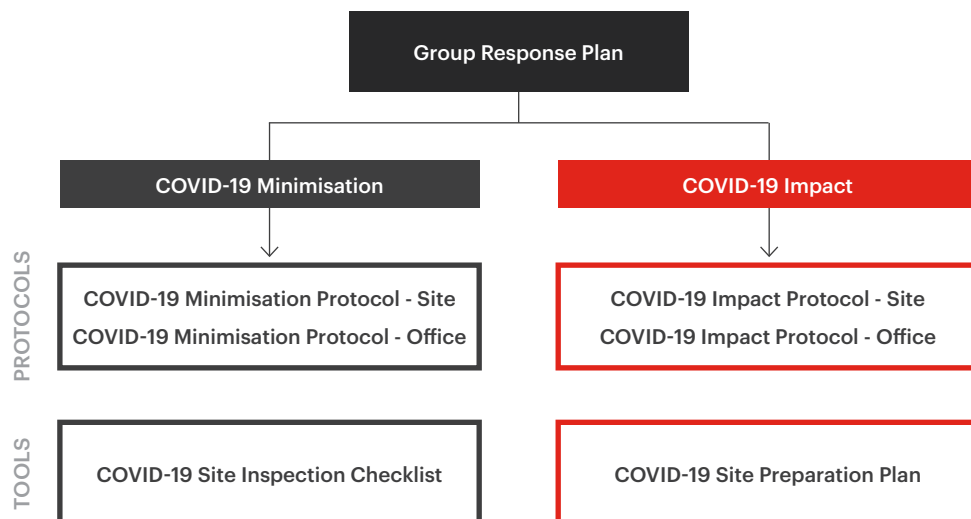 Group Response Plan
COVID-19 Minimisation
COVID-19 Impact
PROTOCOLS
COVID-19 Minimisation Protocol - Site
COVID-19 Minimisation Protocol - Office
COVID-19 Impact Protocol - Site
COVID-19 Impact Protocol - Office
TOOLS
COVID-19 Site Inspection Checklist
COVID-19 Site Preparation Plan